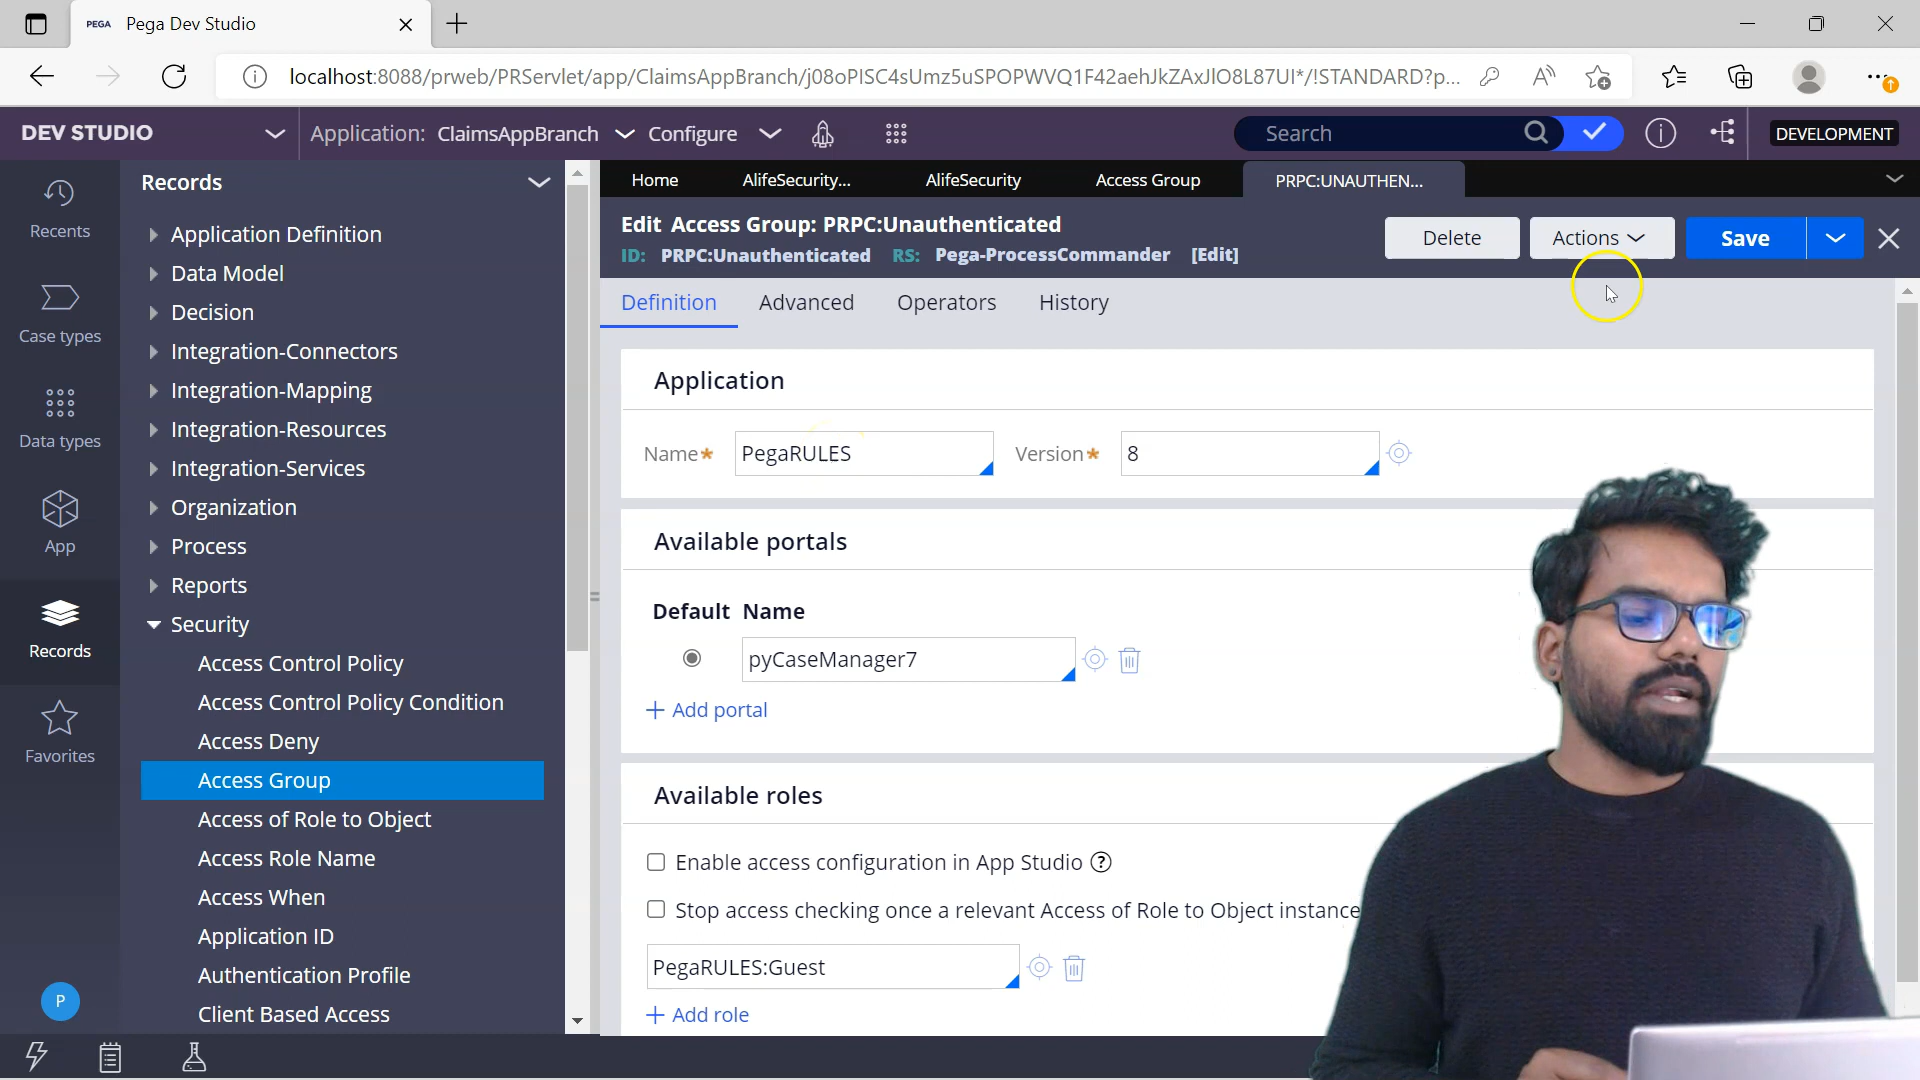 PEGA Pega Dev Studio
localhost:8088/prweb/PRServlet/app/ClaimsAppBranch/j08oPISC4sUmz5uSPOPWVQ1F42aehJkZAxJlO8L87UI*/!STANDARD?p...
DEV STUDIO Application: ClaimsAppBranch Configure Search DEVELOPMENT
Recents
Case types
Data types
App
Records
Favorites
P
Records
Application Definition
Data Model
Decision
Integration-Connectors
Integration-Mapping
Integration-Resources
Integration-Services
Organization
Process
Reports
Security
Access Control Policy
Access Control Policy Condition
Access Deny
Access Group
Access of Role to Object
Access Role Name
Access When
Application ID
Authentication Profile
Client Based Access
Home AlifeSecurity... AlifeSecurity Access Group PRPC:UNAUTHEN...
Edit Access Group: PRPC:Unauthenticated
ID: PRPC:Unauthenticated RS: Pega-ProcessCommander [Edit]
Delete Actions Save
Definition Advanced Operators History
Application
Name* PegaRULES Version* 8
Available portals
Default Name
pyCaseManager7
+ Add portal
Available roles
Enable access configuration in App Studio ?
Stop access checking once a relevant Access of Role to Object instance
PegaRULES:Guest
+ Add role